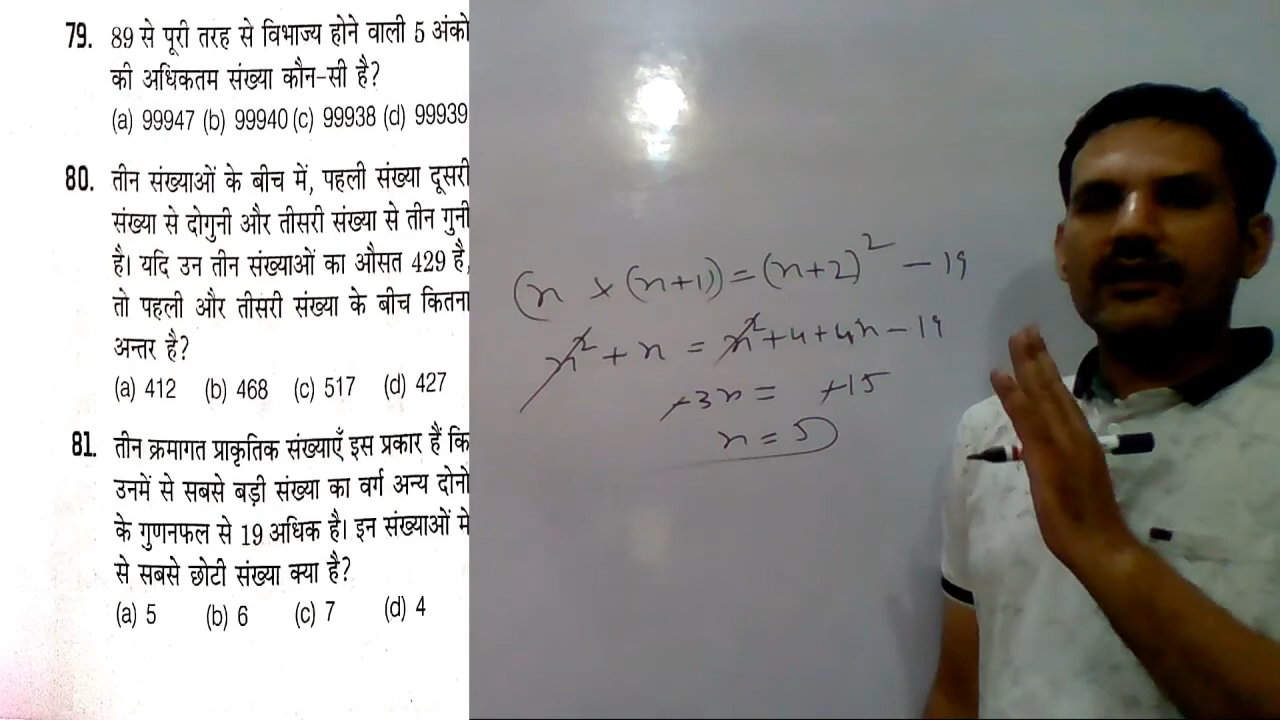 79. 89 से पूरी तरह से विभाज्य होने वाली 5 अंको
की अधिकतम संख्या कौन-सी है?
(a) 99947 (b) 99940 (c) 99938 (d) 99939
80. तीन संख्याओं के बीच में, पहली संख्या दूसरी
संख्या से दोगुनी और तीसरी संख्या से तीन गुनी
है। यदि उन तीन संख्याओं का औसत 429 है,
तो पहली और तीसरी संख्या के बीच कितना
अन्तर है?
(a) 412 (b) 468 (c) 517 (d) 427
81. तीन क्रमागत प्राकृतिक संख्याएँ इस प्रकार हैं कि
उनमें से सबसे बड़ी संख्या का वर्ग अन्य दोनो
के गुणनफल से 19 अधिक है। इन संख्याओं मे
से सबसे छोटी संख्या क्या है?
(a) 5 (b) 6 (c) 7 (d) 4
(n × (n+1)) = (n+2)² − 19
n² + n = n² + 4 + 4n − 19
-3n = -15
n = 5